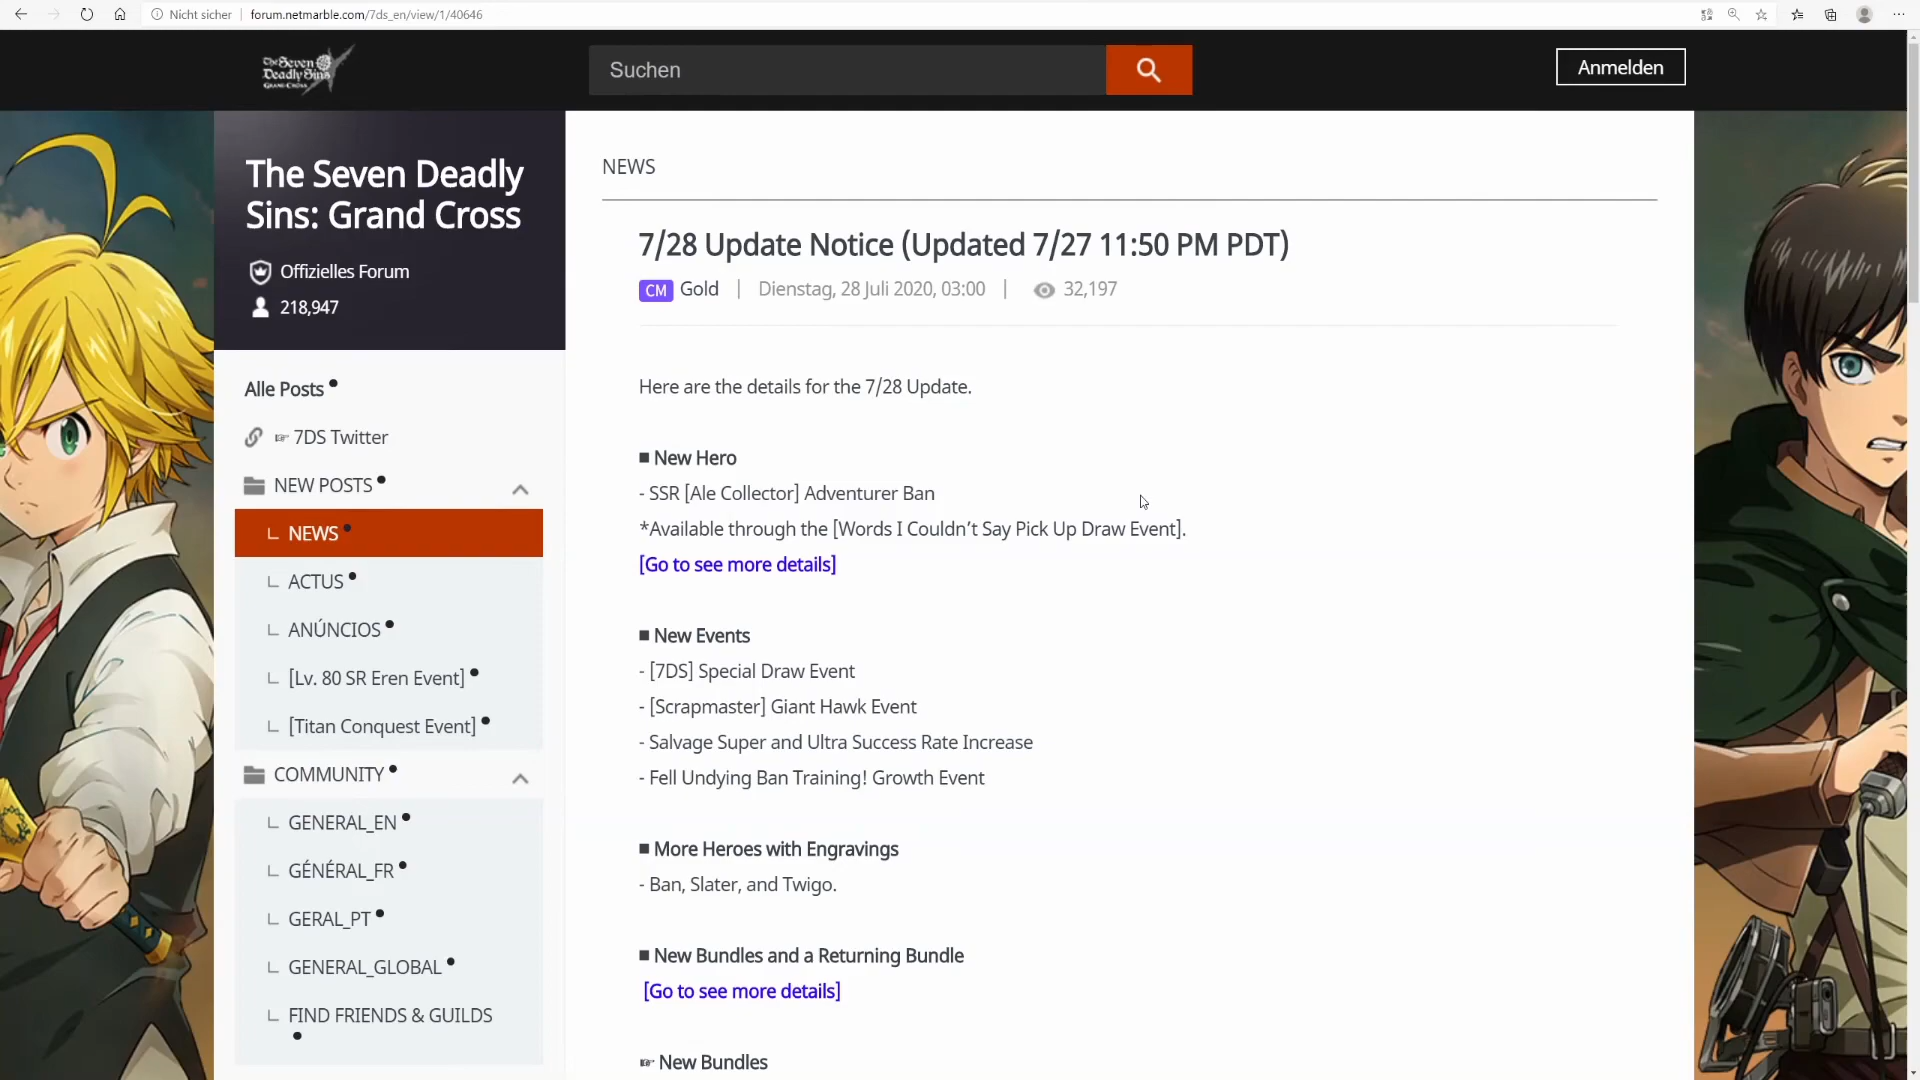 Nicht sicher
forum.netmarble.com/7ds_en/view/1/40646
The Seven
Deadly Sins
GRAND CROSS
Suchen
Anmelden
The Seven Deadly
Sins: Grand Cross
Offizielles Forum
218,947
Alle Posts
☞ 7DS Twitter
NEW POSTS
NEWS
ACTUS
ANÚNCIOS
[Lv. 80 SR Eren Event]
[Titan Conquest Event]
COMMUNITY
GENERAL_EN
GÉNÉRAL_FR
GERAL_PT
GENERAL_GLOBAL
FIND FRIENDS & GUILDS
NEWS
7/28 Update Notice (Updated 7/27 11:50 PM PDT)
CM Gold | Dienstag, 28 Juli 2020, 03:00 | 32,197
Here are the details for the 7/28 Update.
■ New Hero
- SSR [Ale Collector] Adventurer Ban
*Available through the [Words I Couldn’t Say Pick Up Draw Event].
[Go to see more details]
■ New Events
- [7DS] Special Draw Event
- [Scrapmaster] Giant Hawk Event
- Salvage Super and Ultra Success Rate Increase
- Fell Undying Ban Training! Growth Event
■ More Heroes with Engravings
- Ban, Slater, and Twigo.
■ New Bundles and a Returning Bundle
[Go to see more details]
☞ New Bundles